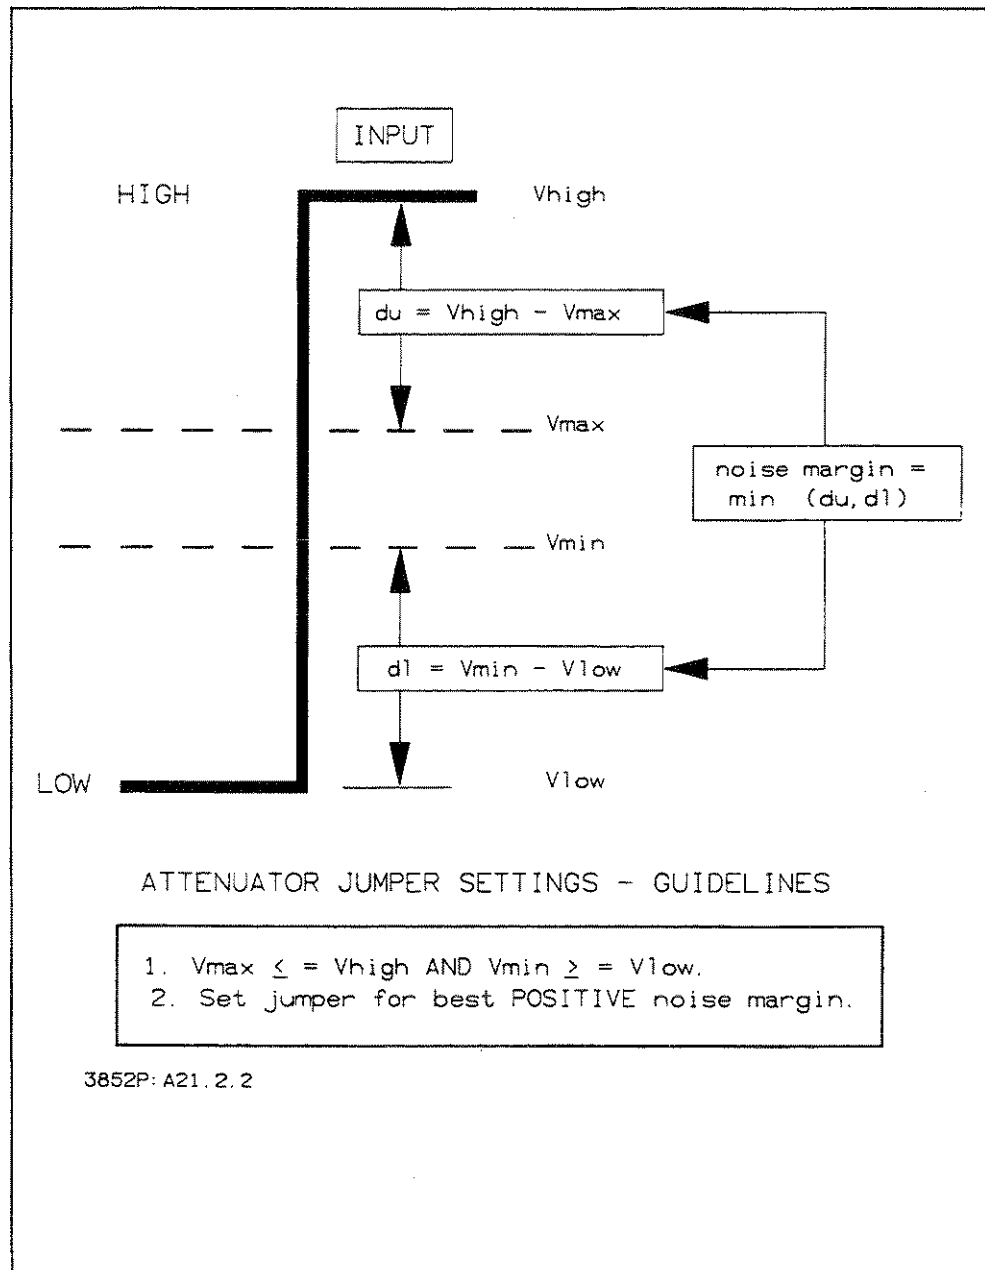 INPUT
HIGH
Vhigh
du = Vhigh - Vmax
Vmax
noise margin =
min (du,dl)
Vmin
dl = Vmin - Vlow
LOW
Vlow
ATTENUATOR JUMPER SETTINGS - GUIDELINES
1. Vmax ≤ = Vhigh AND Vmin ≥ = Vlow.
2. Set jumper for best POSITIVE noise margin.
3852P: A21.2.2